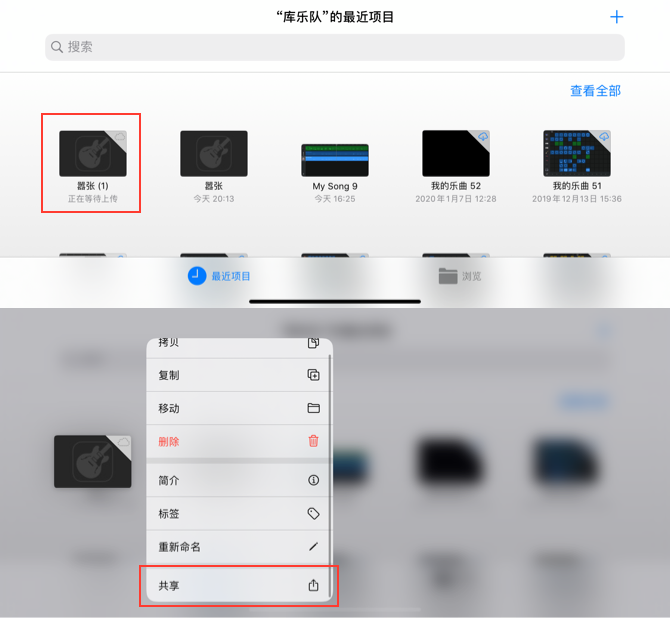 “库乐队”的最近项目
搜索
查看全部
嚣张 (1)
正在等待上传
嚣张
今天 20:13
My Song 9
今天 16:25
我的乐曲 52
2020年1月7日 12:28
我的乐曲 51
2019年12月13日 15:36
最近项目
浏览
拷贝
复制
移动
删除
简介
标签
重新命名
共享